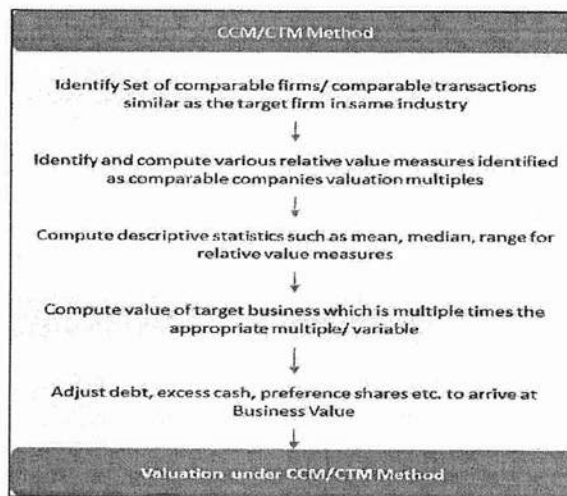 CCM/CTM Method
Identify Set of comparable firms/ comparable transactions
similar as the target firm in same industry
Identify and compute various relative value measures identified
as comparable companies valuation multiples
Compute descriptive statistics such as mean, median, range for
relative value measures
Compute value of target business which is multiple times the
appropriate multiple/ variable
Adjust debt, excess cash, preference shares etc. to arrive at
Business Value
Valuation under CCM/CTM Method